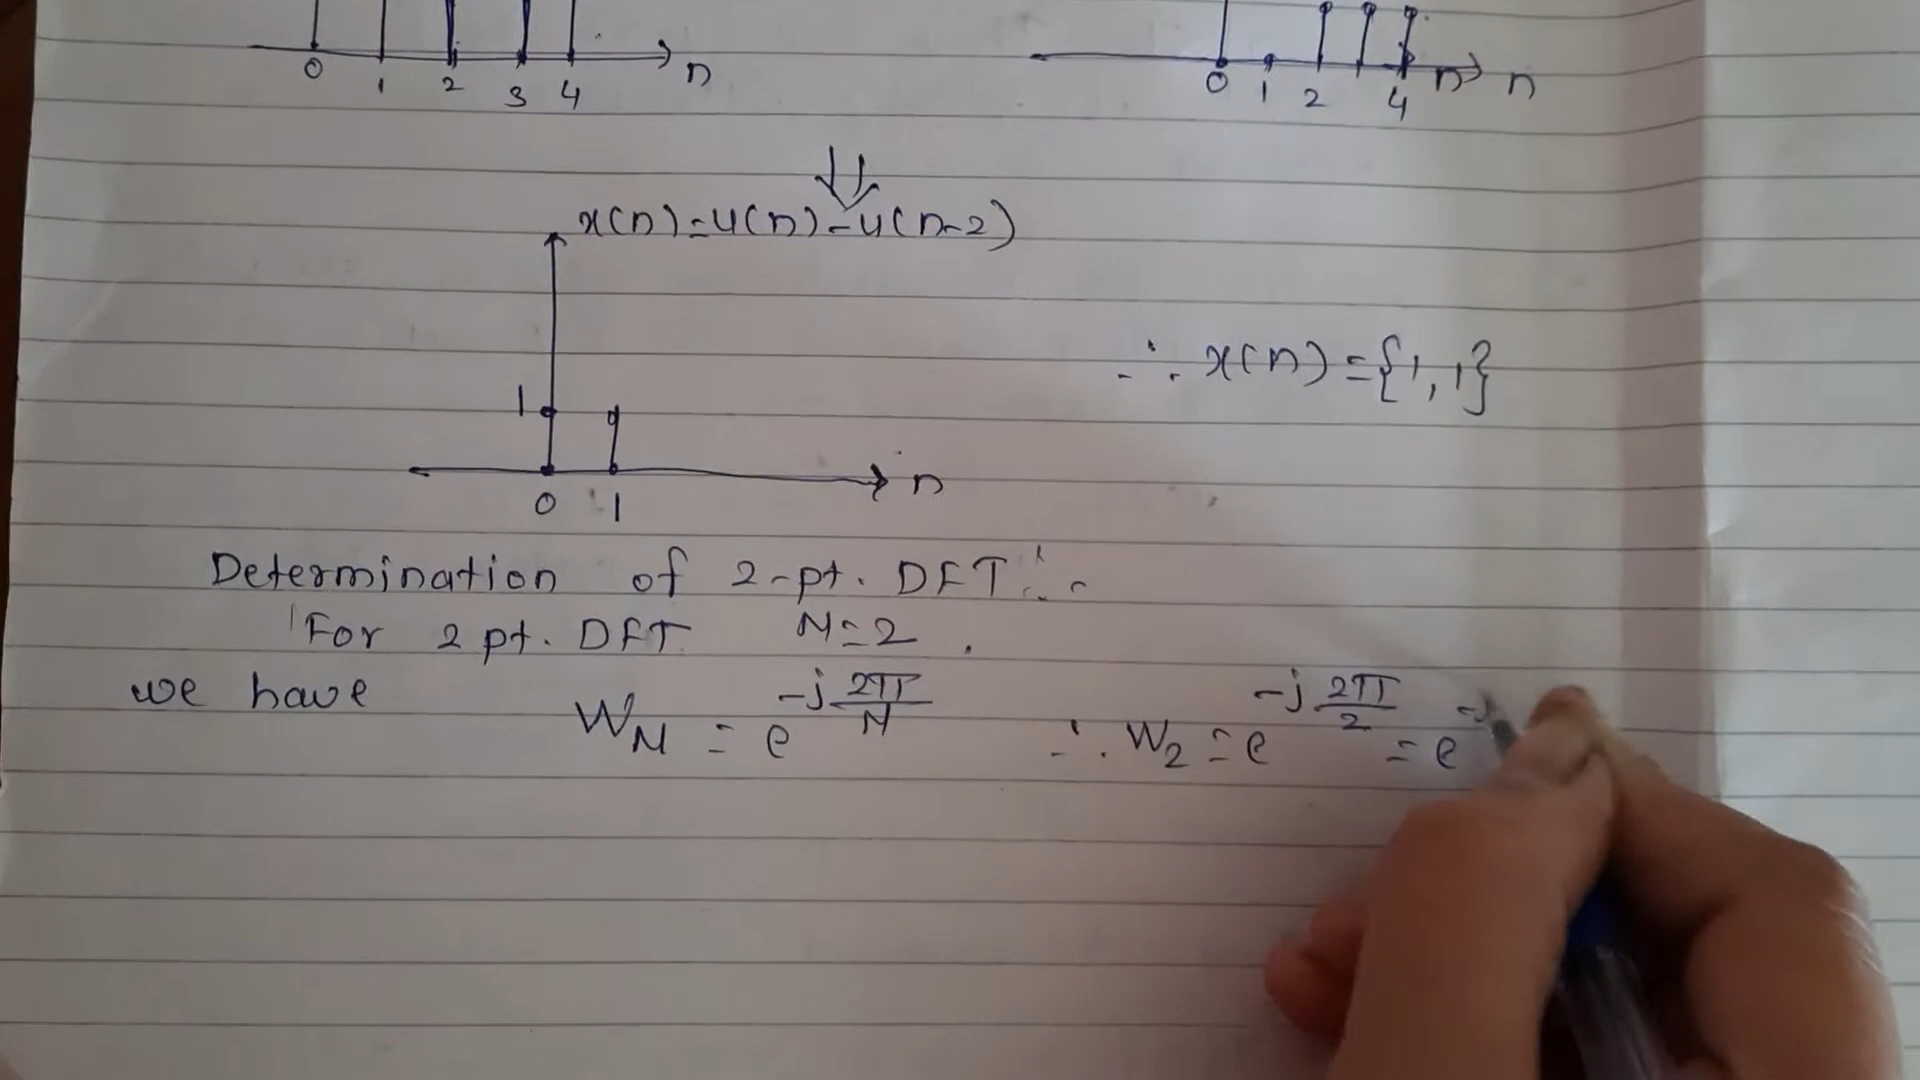 0 1 2 3 4 n
0 1 2 4 n n
x(n)=u(n)-u(n-2)
∴ x(n)={1,1}
1
0 1 n
Determination of 2-pt. DFT:-
For 2 pt. DFT N=2.
we have W_N = e^{-j 2π/N} ∴ W_2 = e^{-j 2π/2} = e^{-